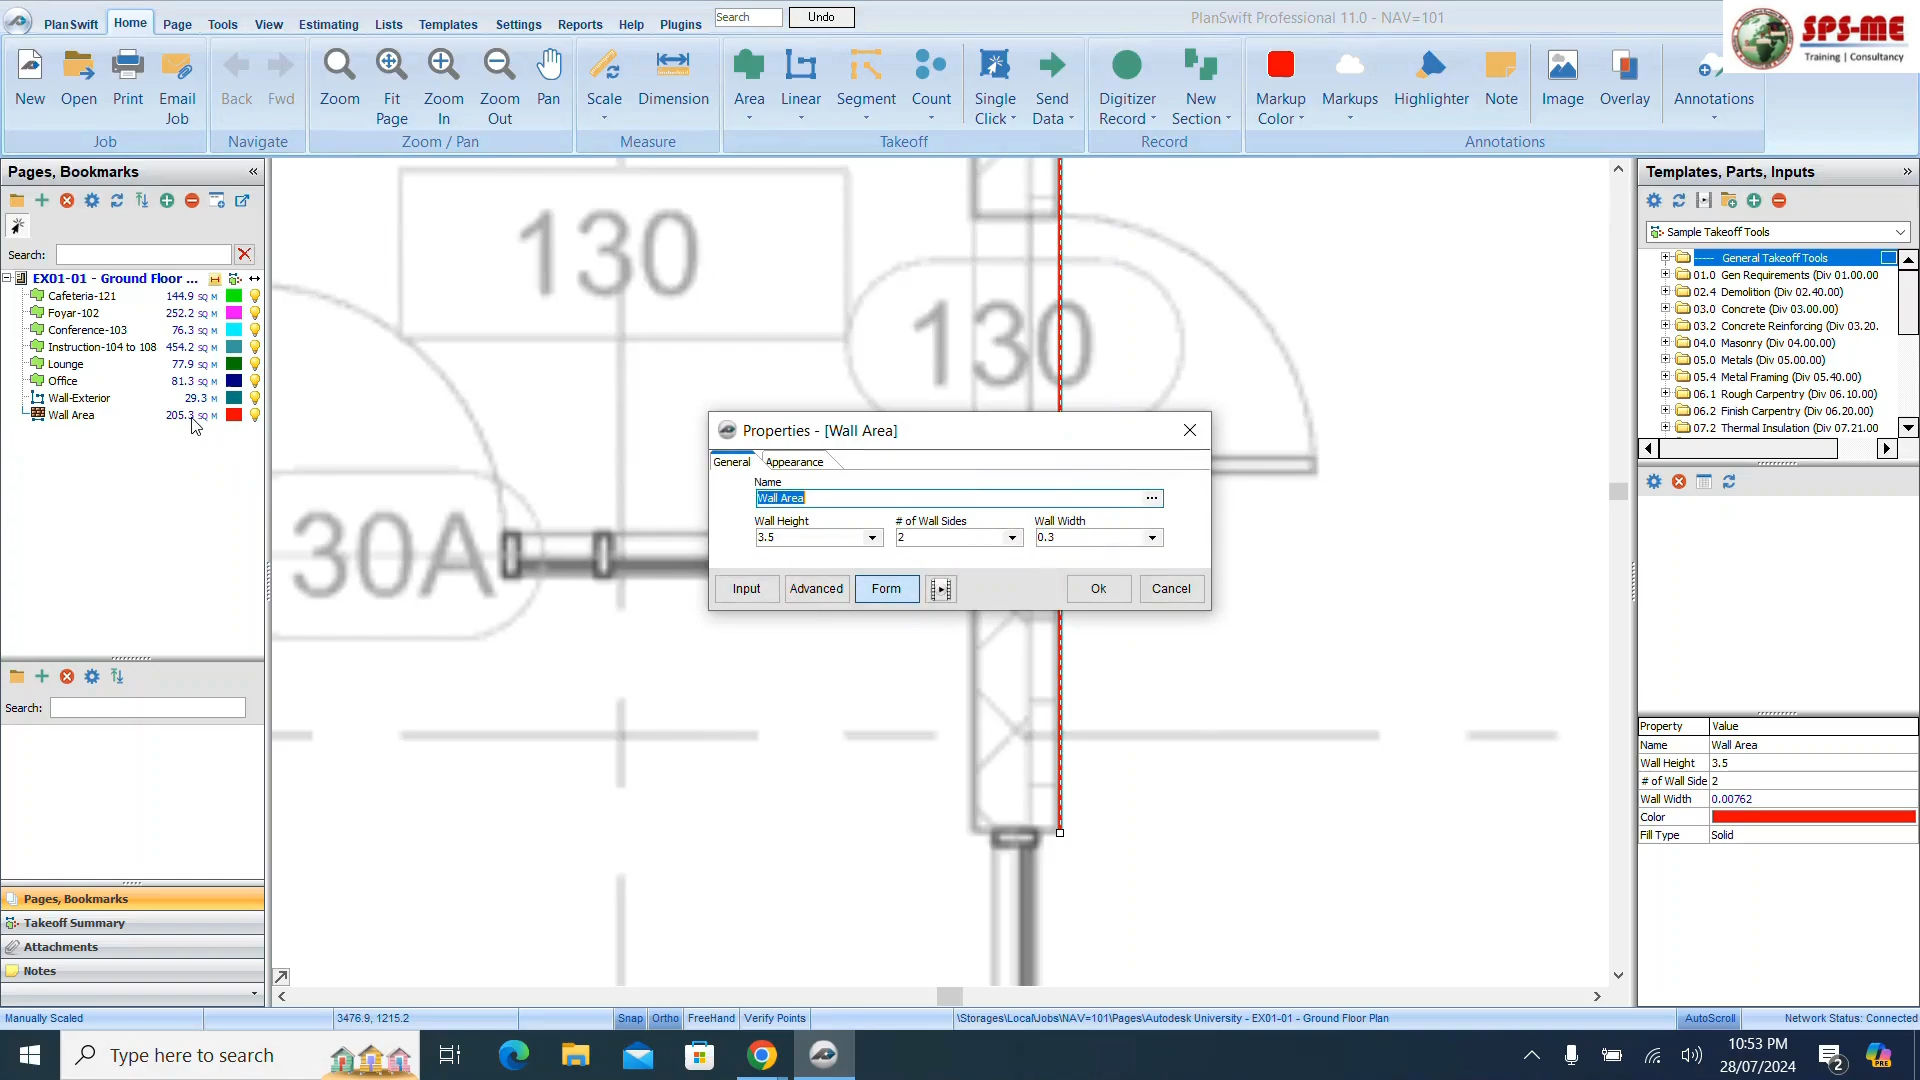 PlanSwift Home Page Tools View Estimating Lists Templates Settings Reports Help Plugins Search Undo PlanSwift Professional 11.0 - NAV=101
SPS-ME
Training | Consultancy
New Open Print Email Job Back Fwd Zoom Fit Page Zoom In Zoom Out Pan Scale Dimension Area Linear Segment Count Single Click Send Data Digitizer Record New Section Markup Color Markups Highlighter Note Image Overlay Annotations
Job Navigate Zoom / Pan Measure Takeoff Record Annotations
Pages, Bookmarks «
Search:
EX01-01 - Ground Floor ...
Cafeteria-121 144.9 SQ M
Foyar-102 252.2 SQ M
Conference-103 76.3 SQ M
Instruction-104 to 108 454.2 SQ M
Lounge 77.9 SQ M
Office 81.3 SQ M
Wall-Exterior 29.3 M
Wall Area 205.3 SQ M
Search:
Pages, Bookmarks
Takeoff Summary
Attachments
Notes
130
130
30A
Properties - [Wall Area]
General Appearance
Name
Wall Area ...
Wall Height # of Wall Sides Wall Width
3.5 2 0.3
Input Advanced Form Ok Cancel
Templates, Parts, Inputs »
Sample Takeoff Tools
------ General Takeoff Tools
01.0 Gen Requirements (Div 01.00.00
02.4 Demolition (Div 02.40.00)
03.0 Concrete (Div 03.00.00)
03.2 Concrete Reinforcing (Div 03.20.
04.0 Masonry (Div 04.00.00)
05.0 Metals (Div 05.00.00)
05.4 Metal Framing (Div 05.40.00)
06.1 Rough Carpentry (Div 06.10.00)
06.2 Finish Carpentry (Div 06.20.00)
07.2 Thermal Insulation (Div 07.21.00
Property Value
Name Wall Area
Wall Height 3.5
# of Wall Side 2
Wall Width 0.00762
Color
Fill Type Solid
Manually Scaled 3476.9, 1215.2 Snap Ortho FreeHand Verify Points \Storages\Local\Jobs\NAV=101\Pages\Autodesk University - EX01-01 - Ground Floor Plan AutoScroll Network Status: Connected
Type here to search
10:53 PM
28/07/2024
2
PRE